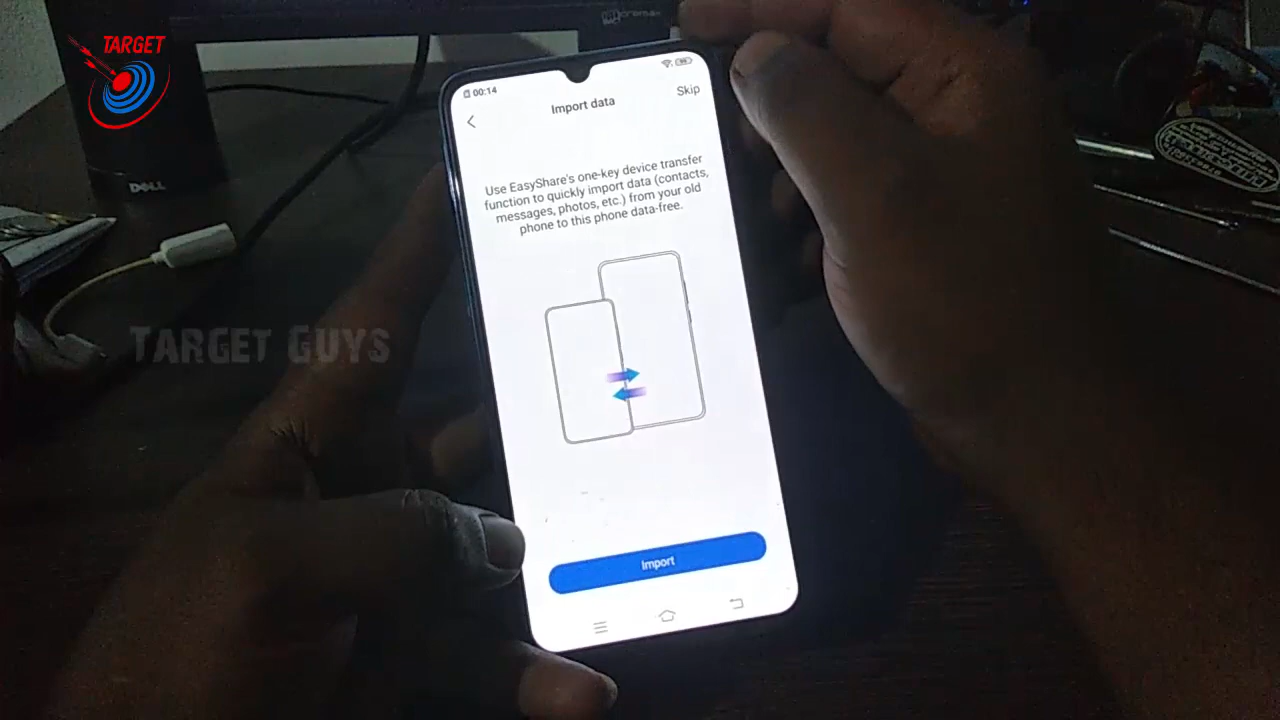 TARGET
DELL
00:14
Import data
Skip
Use EasyShare's one-key device transfer
function to quickly import data (contacts,
messages, photos, etc.) from your old
phone to this phone data-free.
TARGET GUYS
Import